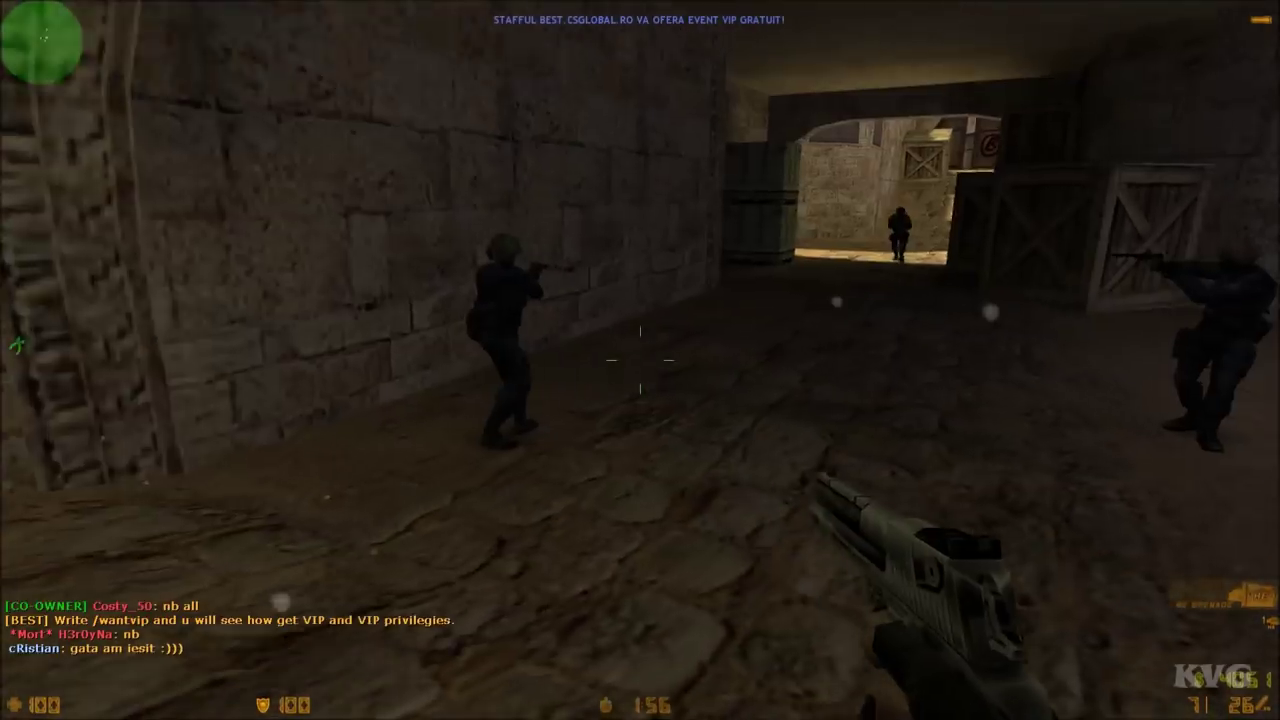 STAFFUL BEST.CSGLOBAL.RO VA OFERA EVENT VIP GRATUIT!
[CO-OWNER] Costy_50: nb all
[BEST] Write /wantvip and u will see how get VIP and VIP privilegies.
*Mort* H3r0yNa: nb
cRistian: gata am iesit :)))
100
100
156
KVG
7
26